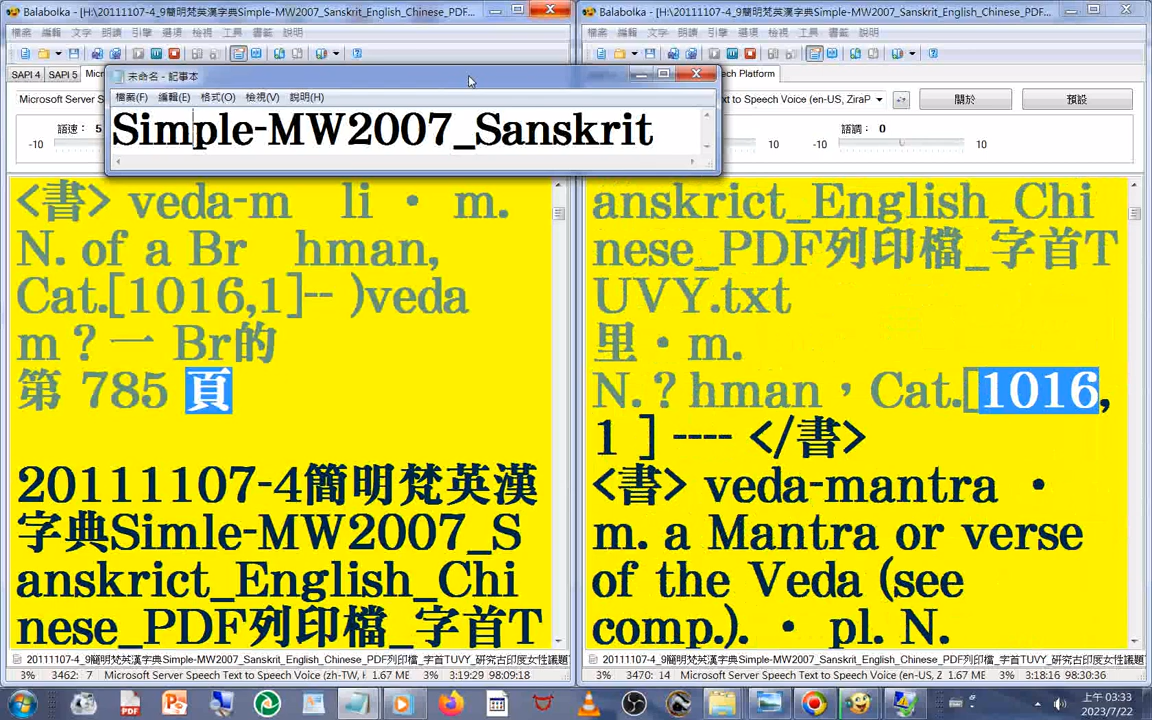 Balabolka - [H:\20111107-4_9簡明梵英漢字典Simple-MW2007_Sanskrit_English_Chinese_PDF...
檔案 編輯 文字 朗讀 引擎 選項 檢視 工具 書籤 說明
SAPI 4 SAPI 5
Microsoft Server S
語速： 5
-10
Balabolka - [H:\20111107-4_9簡明梵英漢字典Simple-MW2007_Sanskrit_English_Chinese_PDF...
檔案 編輯 文字 朗讀 引擎 選項 檢視 工具 書籤 說明
ech Platform
xt to Speech Voice (en-US, ZiraP
關於
預設
語調： 0
10
-10
10
未命名 - 記事本
檔案(F) 編輯(E) 格式(O) 檢視(V) 說明(H)
Simple-MW2007_Sanskrit
<書> veda-m li · m.
N. of a Br hman,
Cat.[1016,1]-- )veda
m？一 Br的
第 785 頁
20111107-4簡明梵英漢
字典Simle-MW2007_S
anskrict_English_Chi
nese_PDF列印檔_字首T
anskrict_English_Chi
nese_PDF列印檔_字首T
UVY.txt
里·m.
N.？hman，Cat.[1016,
1 ] ---- </書>
<書> veda-mantra ·
m. a Mantra or verse
of the Veda (see
comp.). · pl. N.
20111107-4_9簡明梵英漢字典Simple-MW2007_Sanskrit_English_Chinese_PDF列印檔_字首TUVY_研究古印度女性議題
3% 3462: 7 Modified Microsoft Server Speech Text to Speech Voice (zh-TW, H 1.67 MB 3% 3:19:29 98:09:18
20111107-4_9簡明梵英漢字典Simple-MW2007_Sanskrit_English_Chinese_PDF列印檔_字首TUVY_研究古印度女性議題
3% 3470: 14 Modified Microsoft Server Speech Text to Speech Voice (en-US, Z 1.67 MB 3% 3:18:16 98:30:36
上午 03:33
2023/7/22